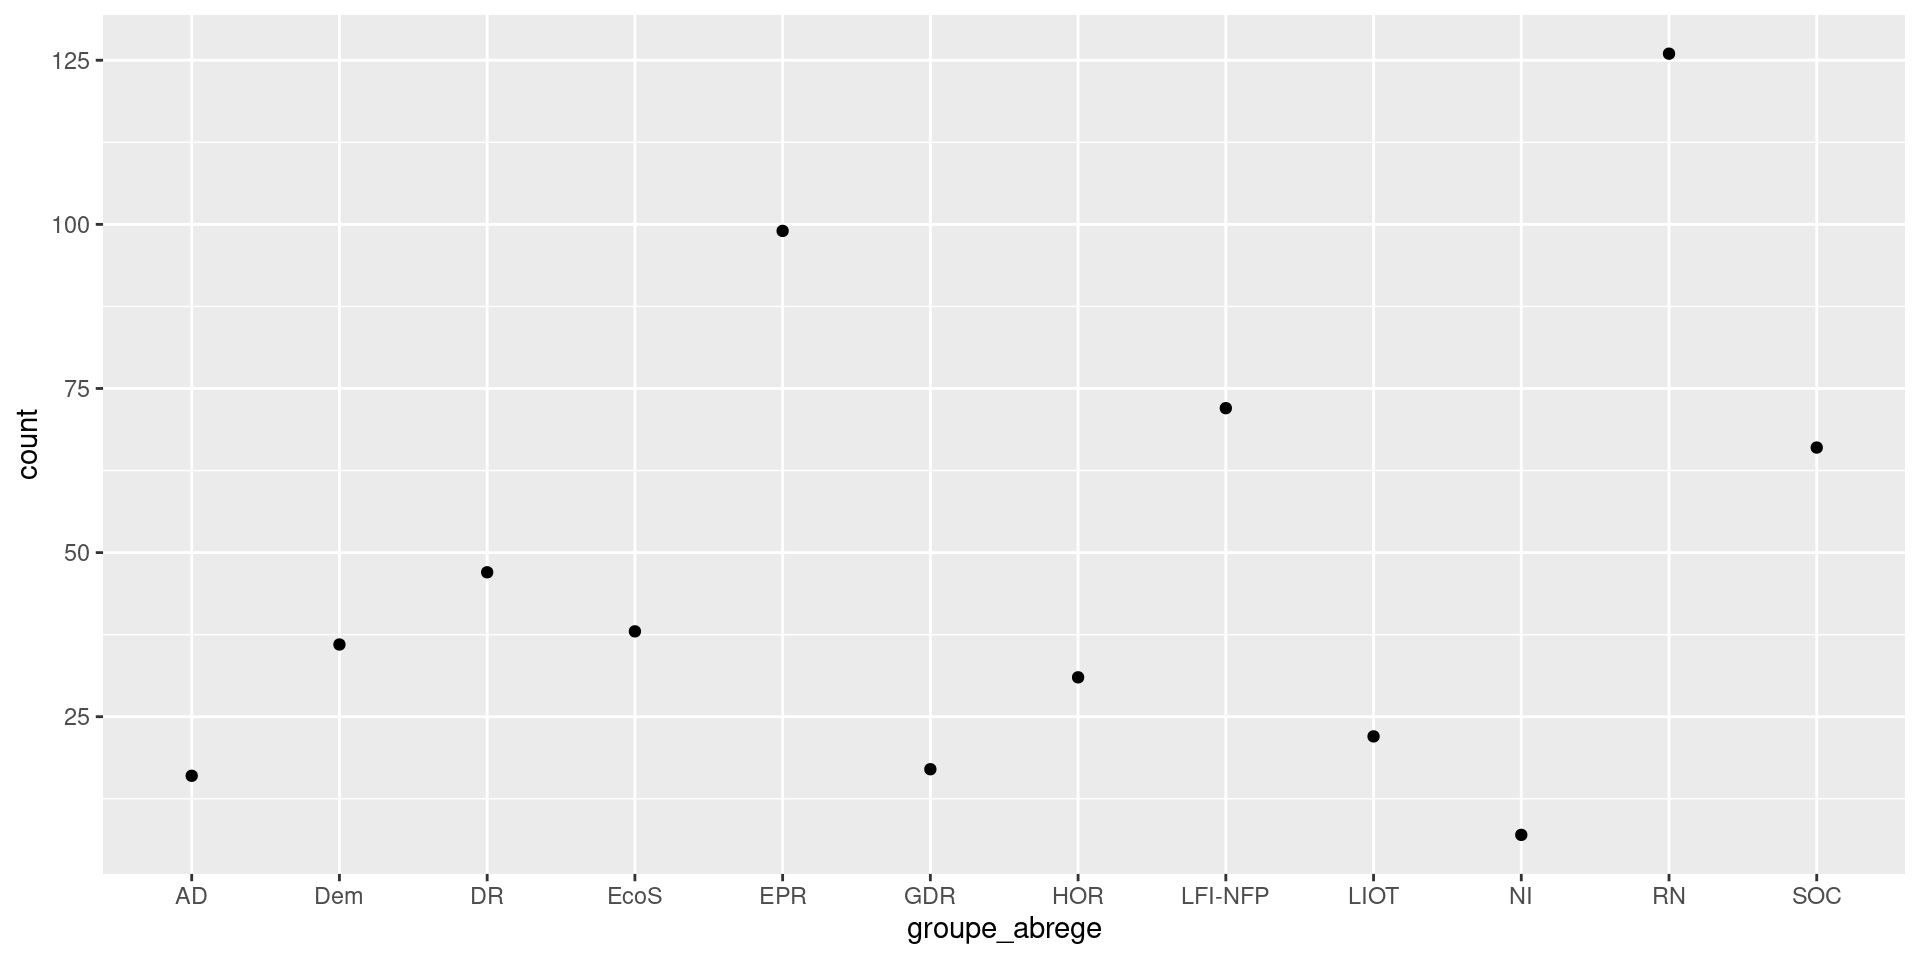 125
100
75
50
25
count
AD Dem DR EcoS EPR GDR HOR LFI-NFP LIOT NI RN SOC
groupe_abrege